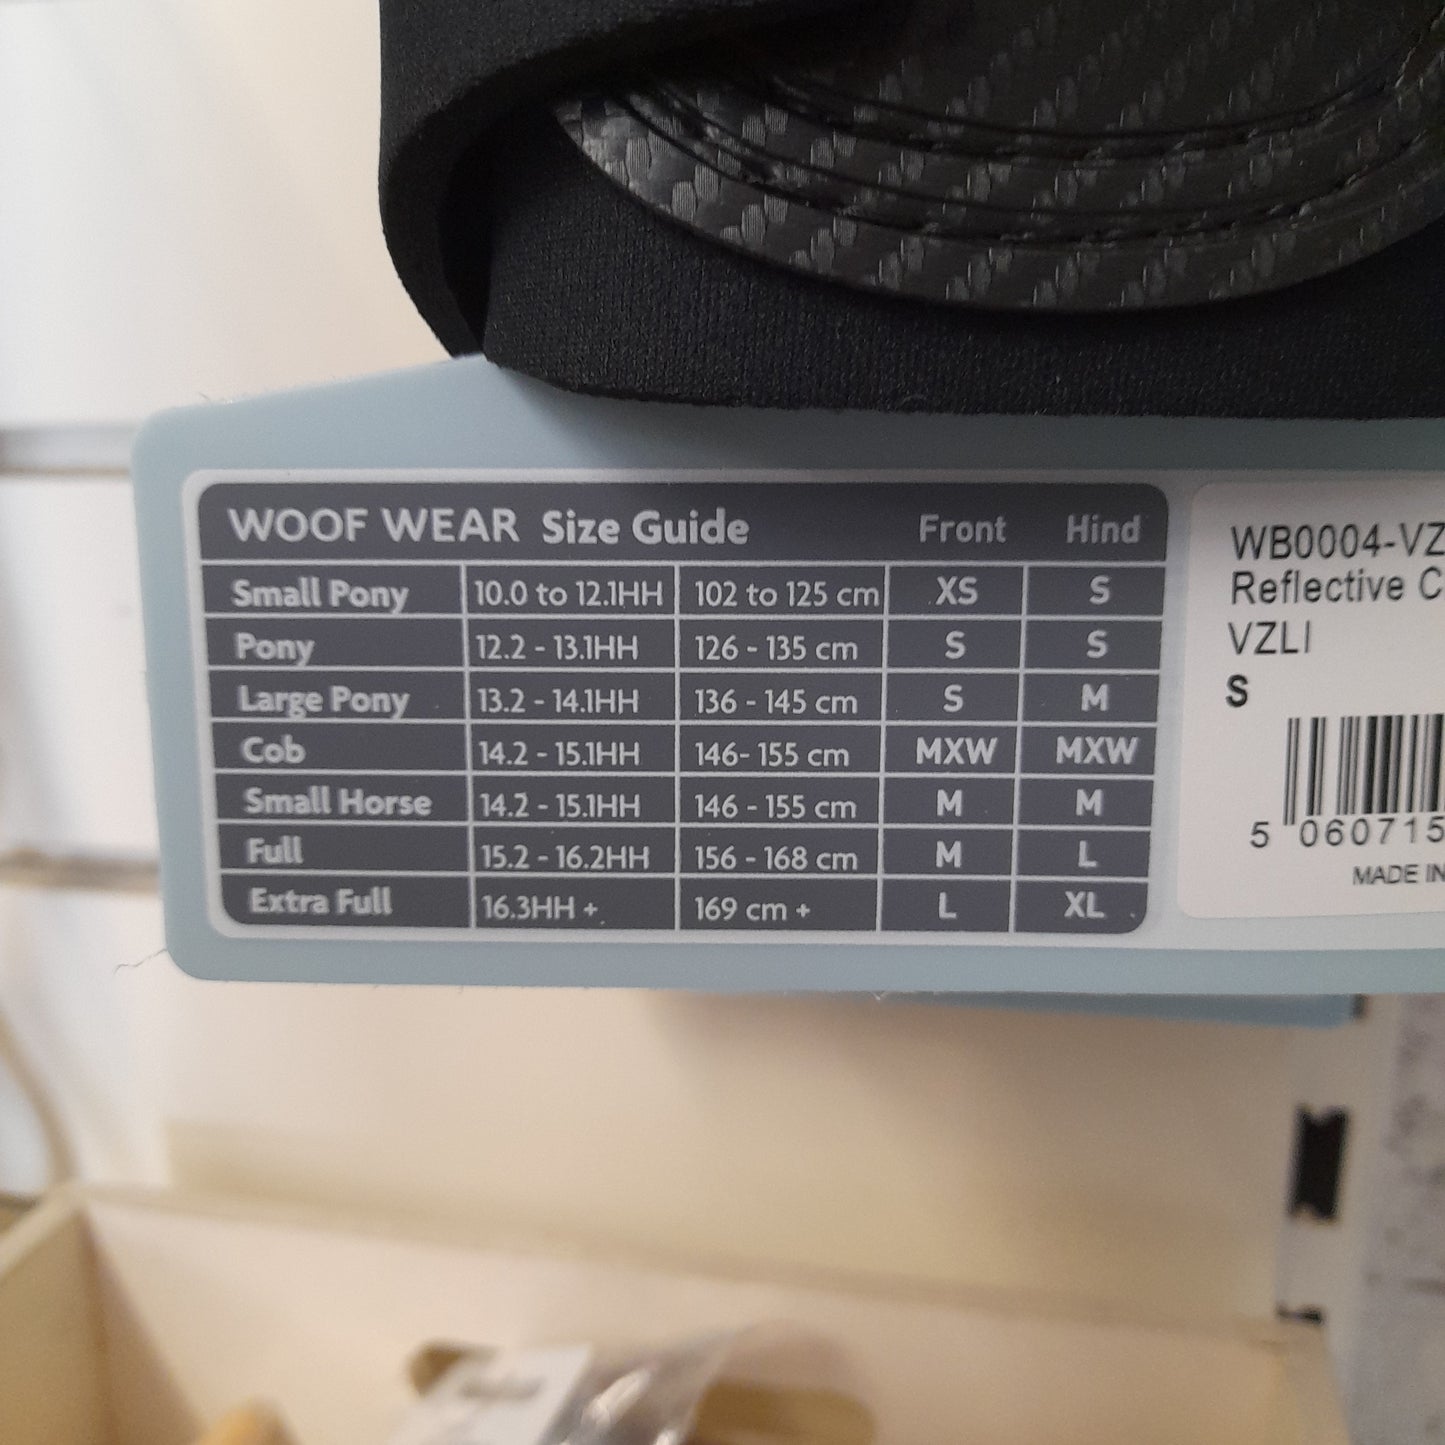 WOOF WEAR Size Guide Front Hind
Small Pony 10.0 to 12.1HH 102 to 125 cm XS S
Pony 12.2 - 13.1HH 126 - 135 cm S S
Large Pony 13.2 - 14.1HH 136 - 145 cm S M
Cob 14.2 - 15.1HH 146- 155 cm MXW MXW
Small Horse 14.2 - 15.1HH 146 - 155 cm M M
Full 15.2 - 16.2HH 156 - 168 cm M L
Extra Full 16.3HH + 169 cm + L XL
WB0004-VZ
Reflective C
VZLI
S
5 060715
MADE IN